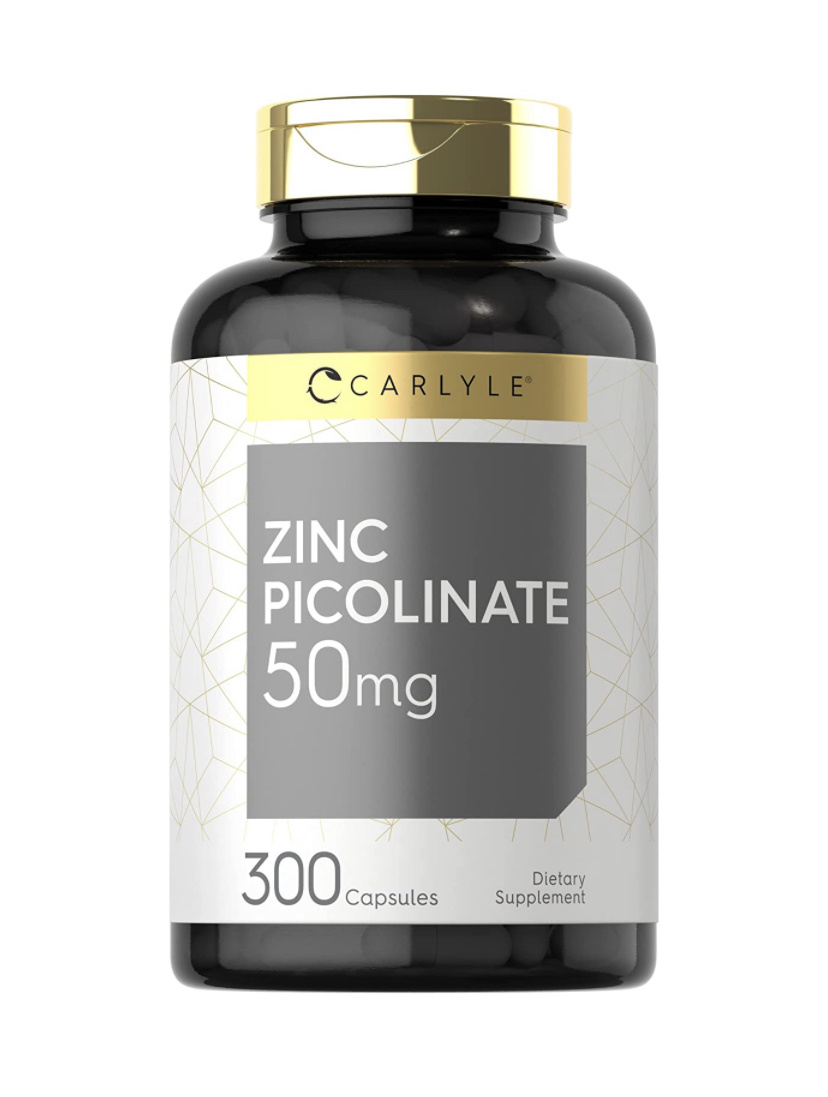 CARLYLE®
ZINC
PICOLINATE
50mg
300 Capsules
Dietary
Supplement